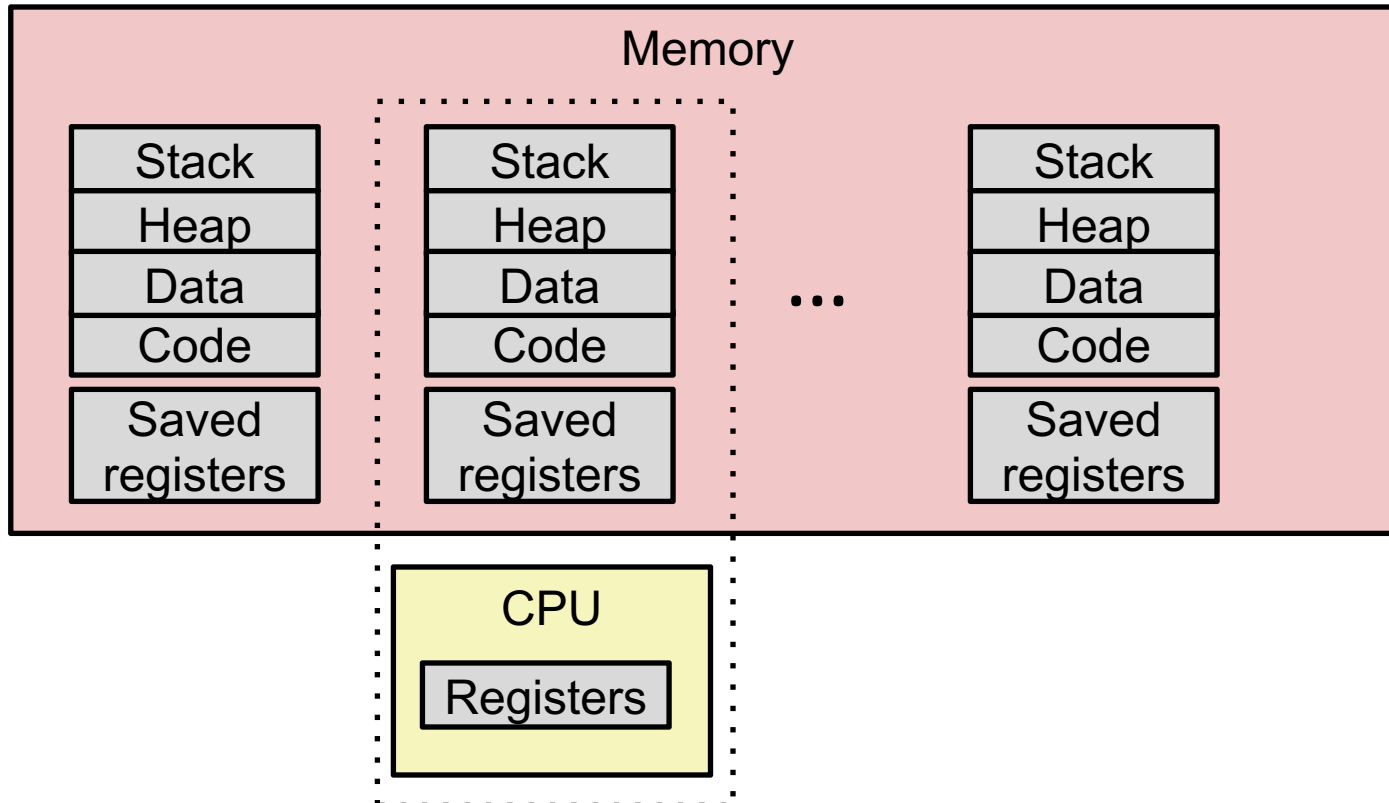 Memory
Stack
Heap
Data
Code
Saved
registers
Stack
Heap
Data
Code
Saved
registers
...
Stack
Heap
Data
Code
Saved
registers
CPU
Registers